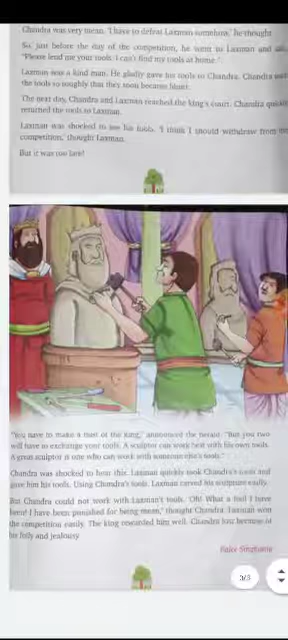 Chandra was very mean. 'I have to defeat Laxman somehow,' he thought.
So, just before the day of the competition, he went to Laxman and said,
"Please lend me your tools. I can't find my tools at home."
Laxman was a kind man. He gladly gave his tools to Chandra. Chandra used
the tools so roughly that they soon became blunt.
The next day, Chandra and Laxman reached the king's court. Chandra quickly
returned the tools to Laxman.
Laxman was shocked to see his tools. 'I think I should withdraw from the
competition,' thought Laxman.
But it was too late!
"You have to make a bust of the king," announced the herald. "But you two
will have to exchange your tools. A sculptor can work best with his own tools.
A great sculptor is one who can work with someone else's tools."
Chandra was shocked to hear this. Laxman quickly took Chandra's tools and
gave him his tools. Using Chandra's tools, Laxman carved his sculpture easily.
But Chandra could not work with Laxman's tools. 'Oh! What a fool I have
been! I have been punished for being mean,' thought Chandra. Laxman won
the competition easily. The king rewarded him well. Chandra lost because of
his folly and jealousy.
Stephanie
3/3